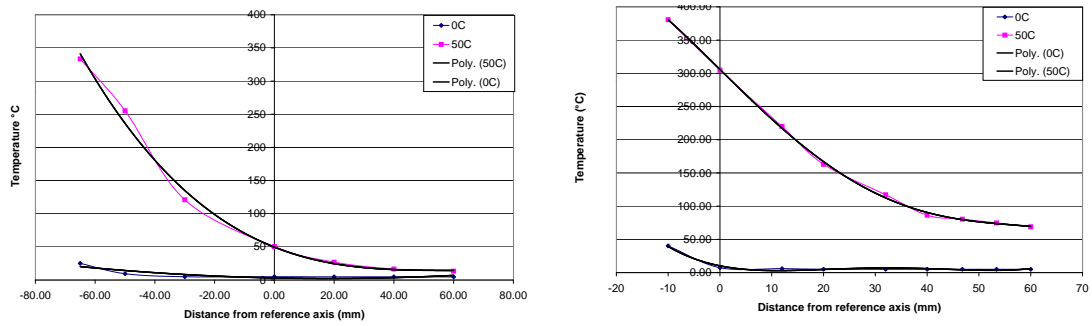 400
350
300
250
200
150
100
50
0
-80.00 -60.00 -40.00 -20.00 0.00 20.00 40.00 60.00 80.00
Temperature °C
Distance from reference axis (mm)
0C
50C
Poly. (50C)
Poly. (0C)
400.00
350.00
300.00
250.00
200.00
150.00
100.00
50.00
0.00
-20 -10 0 10 20 30 40 50 60 70
Temperature (°C)
Distance from reference axis (mm)
0C
50C
Poly. (0C)
Poly. (50C)